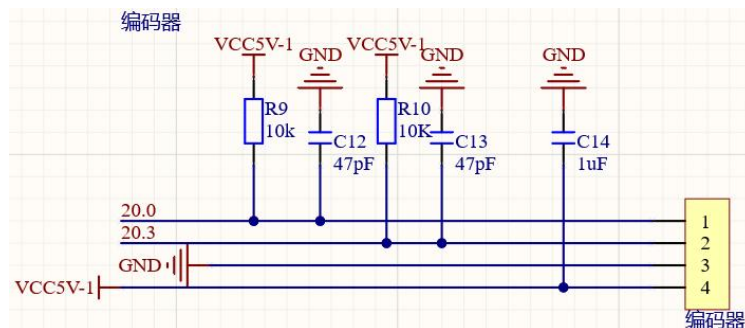 编码器
VCC5V-1 GND VCC5V-1 GND GND
R9 10k
C12 47pF
R10 10K
C13 47pF
C14 1uF
20.0 1
20.3 2
GND 3
VCC5V-1 4
编码器